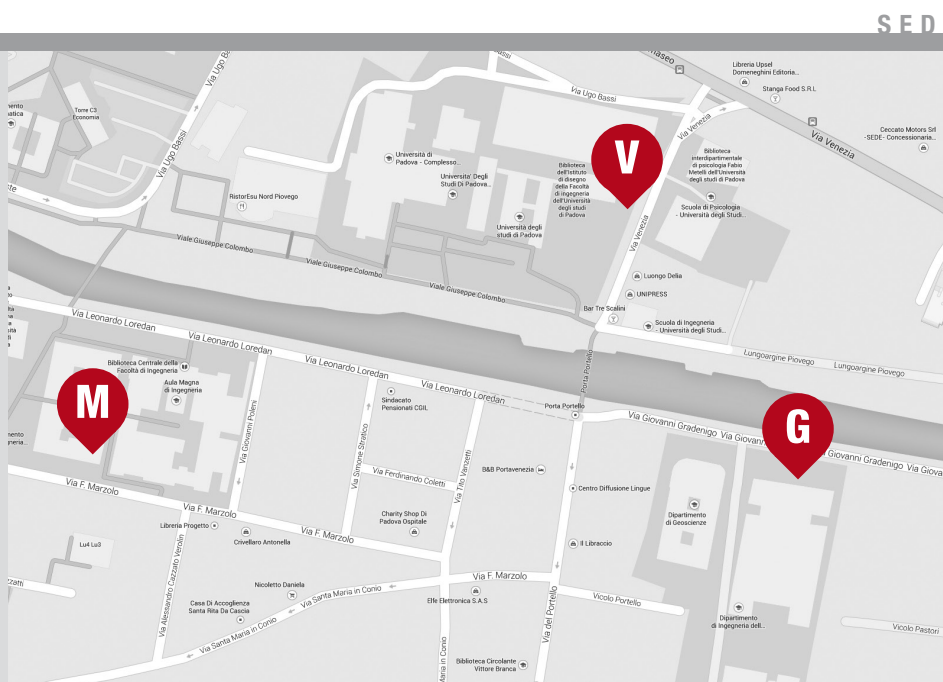 SED
Via Ugo Bassi
Via Ugo Bassi
Via Ugo Bassi
Torre C3
Economia
Libreria Upsel
Domeneghini Editoria...
Stanga Food S.R.L
Via Venezia
Via Venezia
Ceccato Motors Srl
-SEDE- Concessionaria...
Università di
Padova - Complesso...
Universita' Degli
Studi Di Padova...
Università degli
studi di Padova
Biblioteca
dell'Istituto
di disegno
della Facoltà
di ingegneria
dell'Università
degli studi
di Padova
V
Biblioteca
interdipartimentale
di psicologia Fabio
Metelli dell'Università
degli studi di Padova
Scuola di Psicologia
- Università degli Studi...
RistorEsu Nord Piovego
Viale Giuseppe Colombo
Viale Giuseppe Colombo
Viale Giuseppe Colombo
Via Venezia
Luongo Delia
UNIPRESS
Bar Tre Scalini
Scuola di Ingegneria
- Università degli Studi...
Lungoargine Piovego
Lungoargine Piovego
Via Leonardo Loredan
Via Leonardo Loredan
Via Leonardo Loredan
Via Leonardo Loredan
Porta Portello
Porta Portello
Biblioteca Centrale della
Facoltà di Ingegneria
Aula Magna
di Ingegneria
M
Sindacato
Pensionati CGIL
Via Giovanni Poleni
Via Simone Stratico
Via Tito Vanzetti
Via Ferdinando Coletti
Via Giovanni Gradenigo
Via Giovanni
G
Giovanni Gradenigo
Via Giova
B&B Portavenezia
Centro Diffusione Lingue
Dipartimento
di Geoscienze
Via F. Marzolo
Via F. Marzolo
Via F. Marzolo
Via F. Marzolo
Libreria Progetto
Crivellaro Antonella
Charity Shop Di
Padova Ospitale
Il Libraccio
Lu4 Lu3
Via Alessandro Cazzato Verolin
Nicoletto Daniela
Casa Di Accoglienza
Santa Rita Da Cascia
Via Santa Maria in Conio
Via Santa Maria in Conio
Elfe Elettronica S.A.S
Vicolo Portello
Via del Portello
Dipartimento
di Ingegneria dell...
Vicolo Pastori
Biblioteca Circolante
Vittore Branca
Maria in Conio